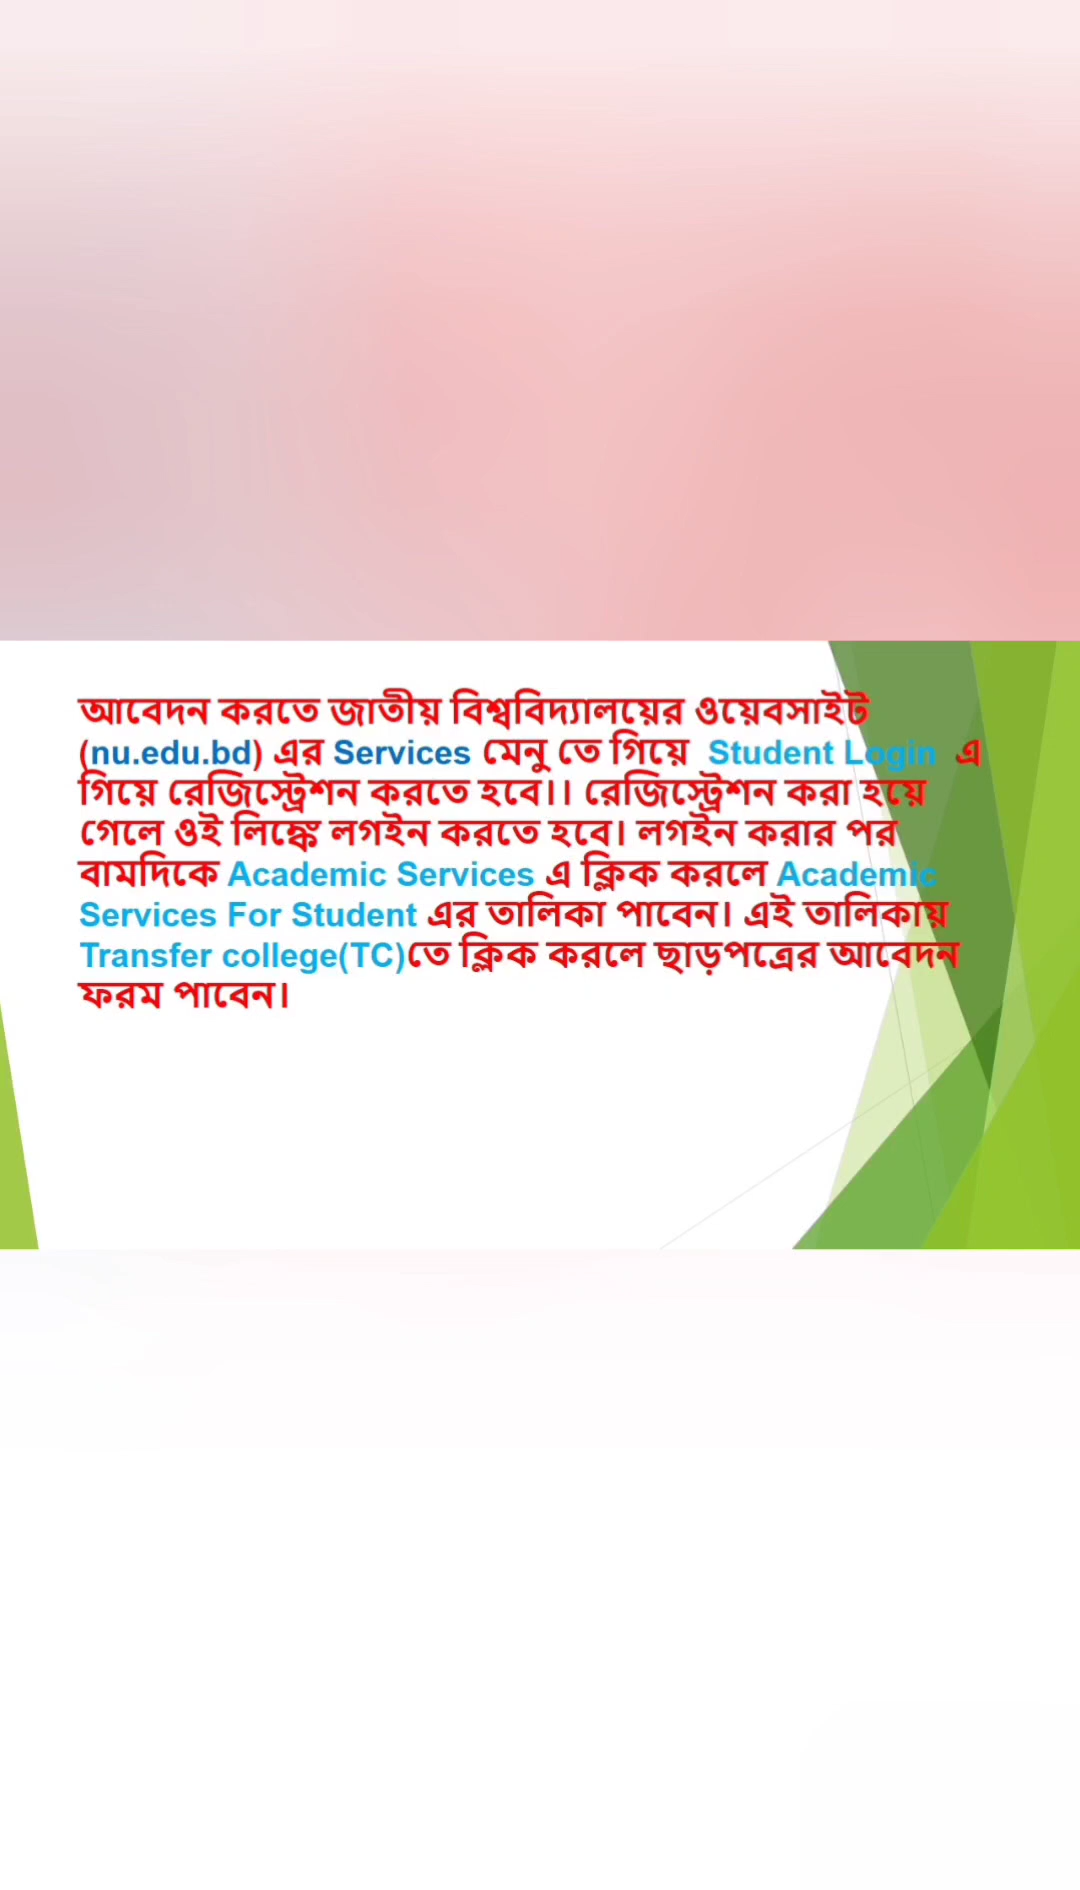 আবেদন করতে জাতীয় বিশ্ববিদ্যালয়ের ওয়েবসাইট
(nu.edu.bd) এর Services মেনু তে গিয়ে Student Login এ
গিয়ে রেজিস্ট্রেশন করতে হবে।। রেজিস্ট্রেশন করা হয়ে
গেলে ওই লিঙ্কে লগইন করতে হবে। লগইন করার পর
বামদিকে Academic Services এ ক্লিক করলে Academic
Services For Student এর তালিকা পাবেন। এই তালিকায়
Transfer college(TC)তে ক্লিক করলে ছাড়পত্রের আবেদন
ফরম পাবেন।